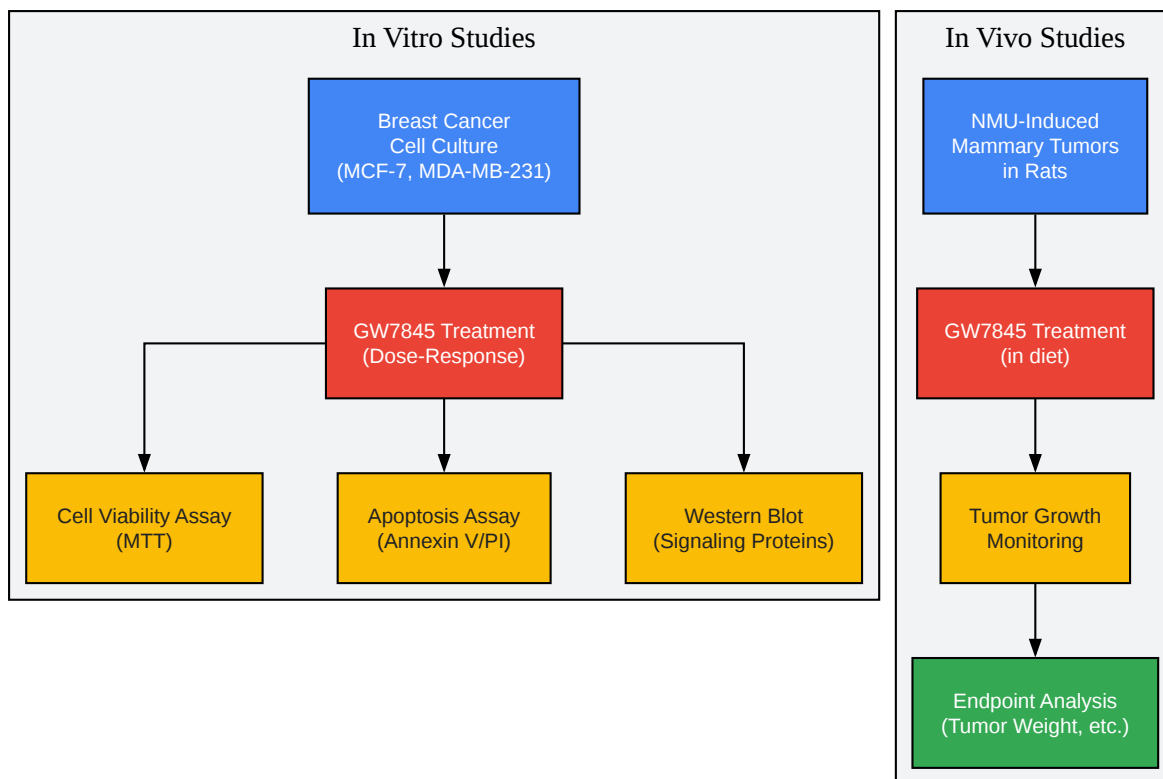 In Vitro Studies
Breast Cancer
Cell Culture
(MCF-7, MDA-MB-231)
GW7845 Treatment
(Dose-Response)
Cell Viability Assay
(MTT)
Apoptosis Assay
(Annexin V/PI)
Western Blot
(Signaling Proteins)
In Vivo Studies
NMU-Induced
Mammary Tumors
in Rats
GW7845 Treatment
(in diet)
Tumor Growth
Monitoring
Endpoint Analysis
(Tumor Weight, etc.)